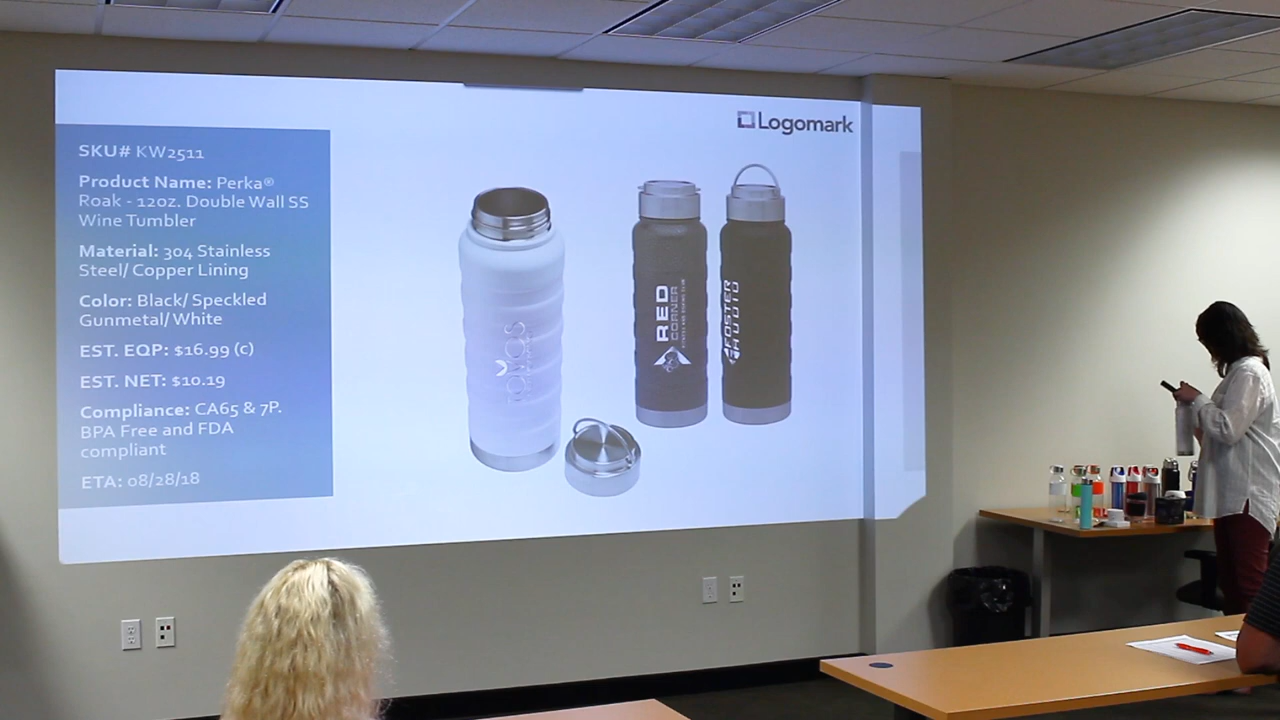 Logomark
SKU# KW2511
Product Name: Perka®
Roak - 12oz. Double Wall SS
Wine Tumbler
Material: 304 Stainless
Steel/ Copper Lining
Color: Black/ Speckled
Gunmetal/ White
EST. EQP: $16.99 (c)
EST. NET: $10.19
Compliance: CA65 & 7P.
BPA Free and FDA
compliant
ETA: 08/28/18
RED
CORNER
FOSTER